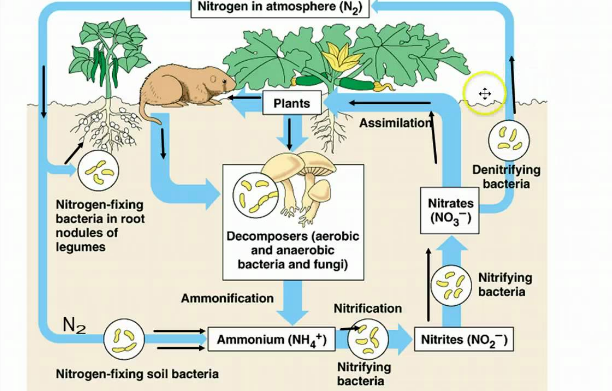 Nitrogen in atmosphere (N₂)
Plants
Assimilation
Denitrifying
bacteria
Nitrogen-fixing
bacteria in root
nodules of
legumes
Nitrates
(NO₃⁻)
Decomposers (aerobic
and anaerobic
bacteria and fungi)
Nitrifying
bacteria
Ammonification
Nitrification
N₂
Ammonium (NH₄⁺)
Nitrites (NO₂⁻)
Nitrogen-fixing soil bacteria
Nitrifying
bacteria